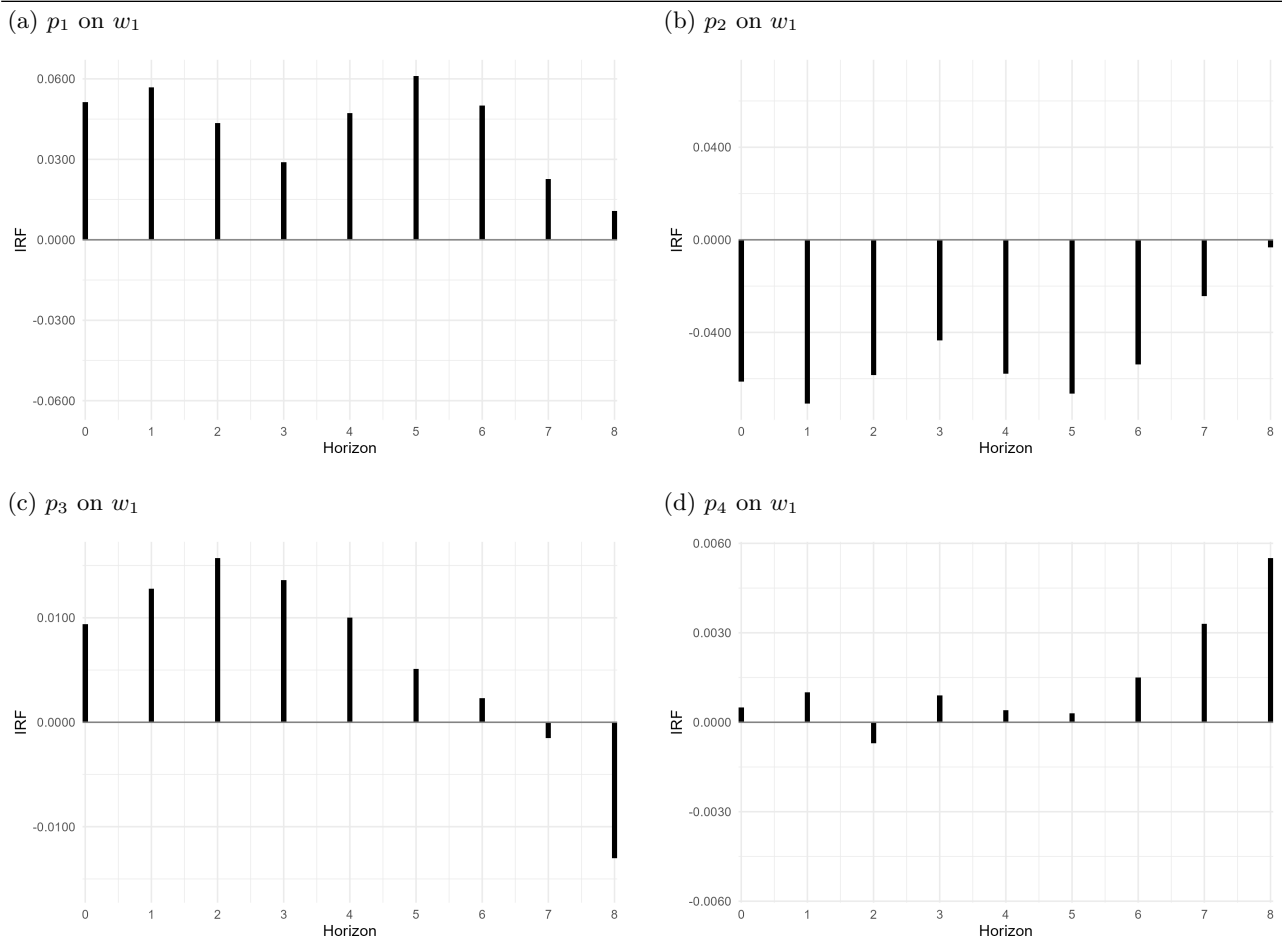 (a) p₁ on w₁
0.0600
0.0300
0.0000
-0.0300
-0.0600
IRF
0 1 2 3 4 5 6 7 8
Horizon
(b) p₂ on w₁
0.0400
0.0000
-0.0400
IRF
0 1 2 3 4 5 6 7 8
Horizon
(c) p₃ on w₁
0.0100
0.0000
-0.0100
IRF
0 1 2 3 4 5 6 7 8
Horizon
(d) p₄ on w₁
0.0060
0.0030
0.0000
-0.0030
-0.0060
IRF
0 1 2 3 4 5 6 7 8
Horizon